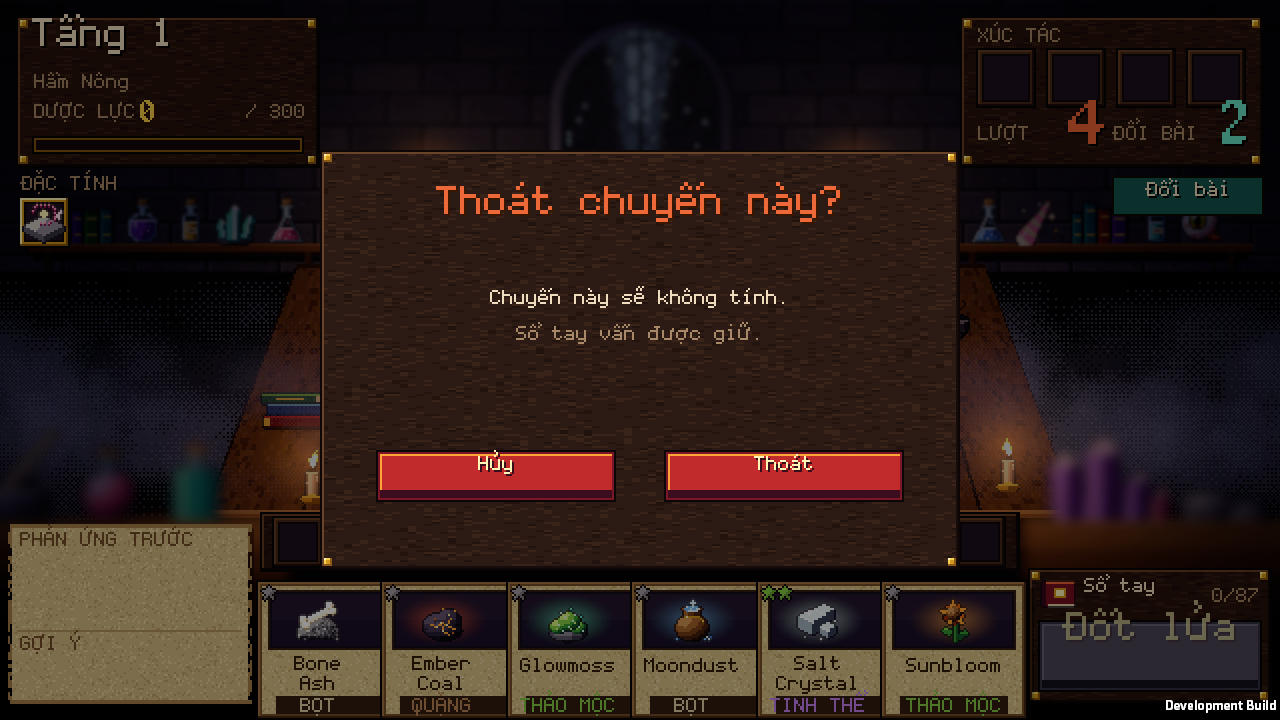 Tầng 1
Hầm Nông
DƯỢC LỰC 0 / 300
ĐẶC TÍNH
XÚC TÁC
LƯỢT 4 ĐỔI BÀI 2
Đổi bài
Thoát chuyến này?
Chuyến này sẽ không tính.
Sổ tay vẫn được giữ.
Hủy
Thoát
PHẢN ỨNG TRƯỚC
GỢI Ý
Bone Ash
BỘT
Ember Coal
QUẶNG
Glowmoss
THẢO MỘC
Moondust
BỘT
Salt Crystal
TINH THỂ
Sunbloom
THẢO MỘC
Sổ tay 0/87
Đốt lửa
Development Build